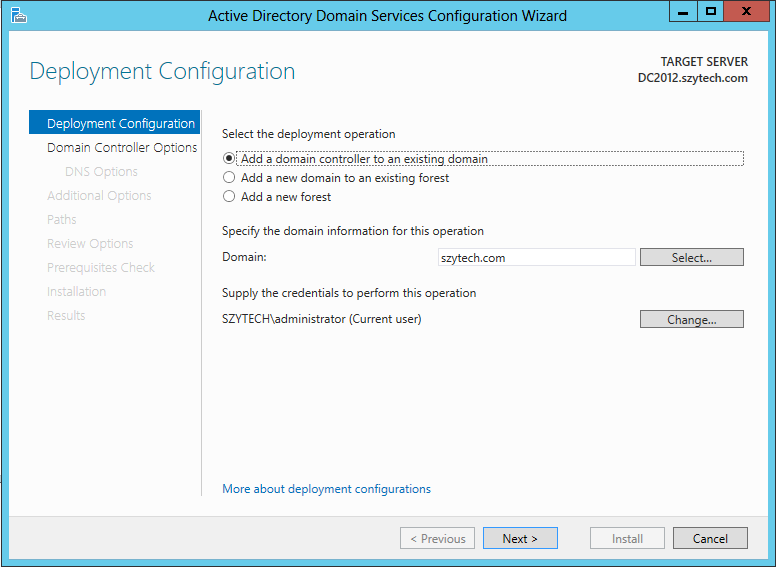 Active Directory Domain Services Configuration Wizard
Deployment Configuration
TARGET SERVER
DC2012.szytech.com
Deployment Configuration
Domain Controller Options
DNS Options
Additional Options
Paths
Review Options
Prerequisites Check
Installation
Results
Select the deployment operation
Add a domain controller to an existing domain
Add a new domain to an existing forest
Add a new forest
Specify the domain information for this operation
Domain: szytech.com Select...
Supply the credentials to perform this operation
SZYTECH\administrator (Current user) Change...
More about deployment configurations
< Previous Next > Install Cancel